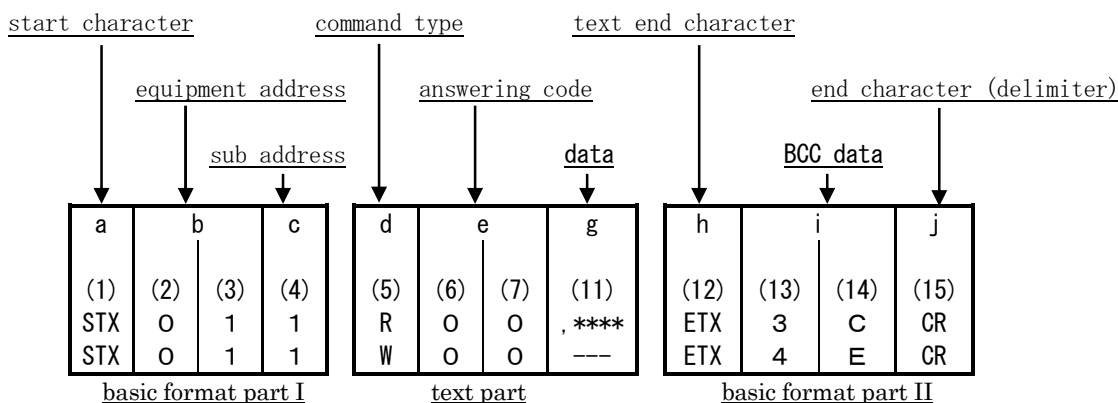 start character command type text end character
equipment address answering code end character (delimiter)
sub address data BCC data
a b c d e g h i j
(1) (2) (3) (4) (5) (6) (7) (11) (12) (13) (14) (15)
STX 0 1 1 R 0 0 ,**** ETX 3 C CR
STX 0 1 1 W 0 0 --- ETX 4 E CR
basic format part I text part basic format part II